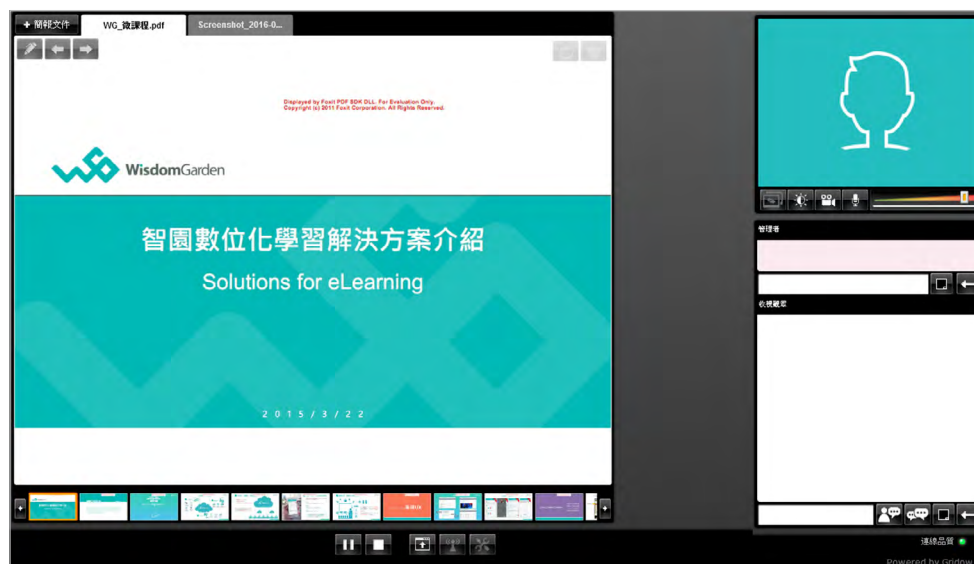 + 簡報文件
WG_微課程.pdf
Screenshot_2016-0...
Displayed by Foxit PDF SDK DLL. For Evaluation Only.
Copyright (c) 2011 Foxit Corporation. All Rights Reserved.
WisdomGarden
智園數位化學習解決方案介紹
Solutions for eLearning
2015/3/22
管理者
收視觀眾
連線品質
Powered by Gridow